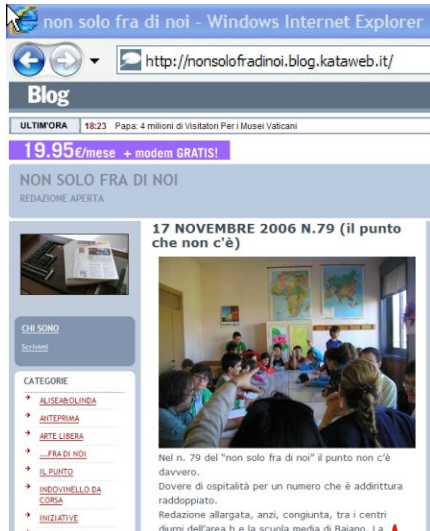 non solo fra di noi - Windows Internet Explorer
http://nonsolofradinoi.blog.kataweb.it/
Blog
ULTIM'ORA 18:23 Papa: 4 milioni di Visitatori Per i Musei Vaticani
19.95€/mese + modem GRATIS!
NON SOLO FRA DI NOI
REDAZIONE APERTA
17 NOVEMBRE 2006 N.79 (il punto
che non c'è)
CHI SONO
Scrivimi
CATEGORIE
ALISEA&OLINDA
ANTEPRIMA
ARTE LIBERA
...FRA DI NOI
IL PUNTO
INDOVINELLO DA
CORSA
INIZIATIVE
Nel n. 79 del "non solo fra di noi" il punto non c'è
davvero.
Dovere di ospitalità per un numero che è addirittura
raddoppiato.
Redazione allargata, anzi, congiunta, tra i centri
diurni dell'area b e la scuola media di Baiano. La